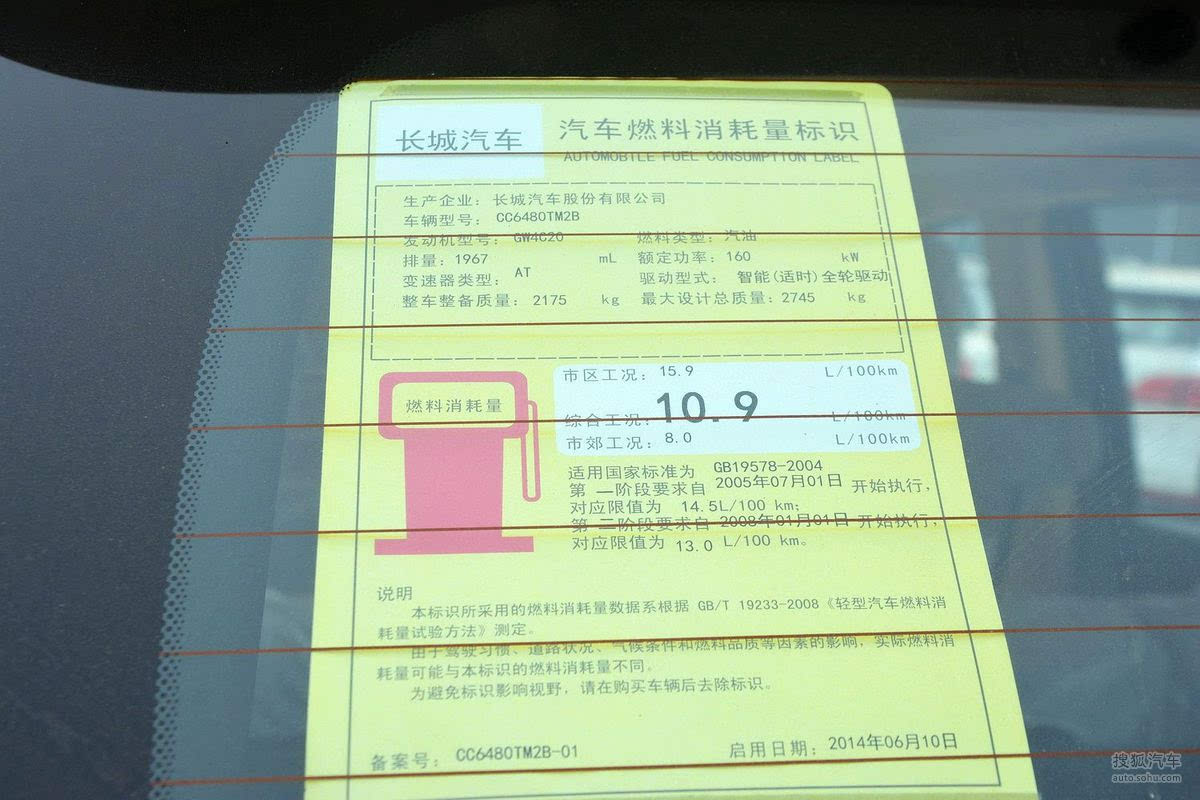 长城汽车 汽车燃料消耗量标识
AUTOMOBILE FUEL CONSUMPTION LABEL
生产企业: 长城汽车股份有限公司
车辆型号: CC6480TM2B
发动机型号: GW4C20 燃料类型: 汽油
排量: 1967 mL 额定功率: 160 kW
变速器类型: AT 驱动型式: 智能(适时)全轮驱动
整车整备质量: 2175 kg 最大设计总质量: 2745 kg
燃料消耗量
市区工况: 15.9 L/100km
综合工况: 10.9 L/100km
市郊工况: 8.0 L/100km
适用国家标准为 GB19578-2004
第 一阶段要求自 2005年07月01日 开始执行,
对应限值为 14.5L/100 km;
第 二阶段要求自 2008年01月01日 开始执行,
对应限值为 13.0 L/100 km。
说明
本标识所采用的燃料消耗量数据系根据 GB/T 19233-2008《轻型汽车燃料消
耗量试验方法》测定。
由于驾驶习惯、道路状况、气候条件和燃料品质等因素的影响, 实际燃料消
耗量可能与本标识的燃料消耗量不同。
为避免标识影响视野, 请在购买车辆后去除标识。
备案号: CC6480TM2B-01 启用日期: 2014年06月10日
搜狐汽车
auto.sohu.com